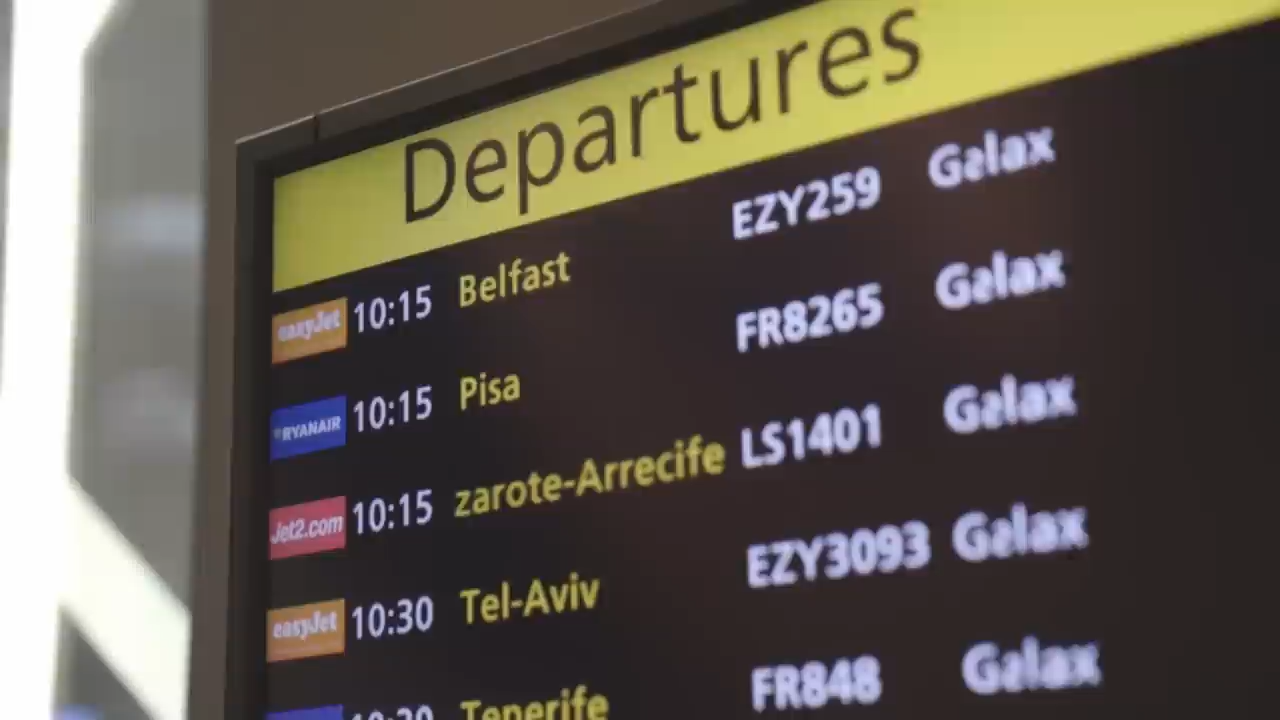 Departures
easyJet 10:15 Belfast EZY259 Galax
RYANAIR 10:15 Pisa FR8265 Galax
Jet2.com 10:15 zarote-Arrecife LS1401 Galax
easyJet 10:30 Tel-Aviv EZY3093 Galax
Tenerife FR848 Galax